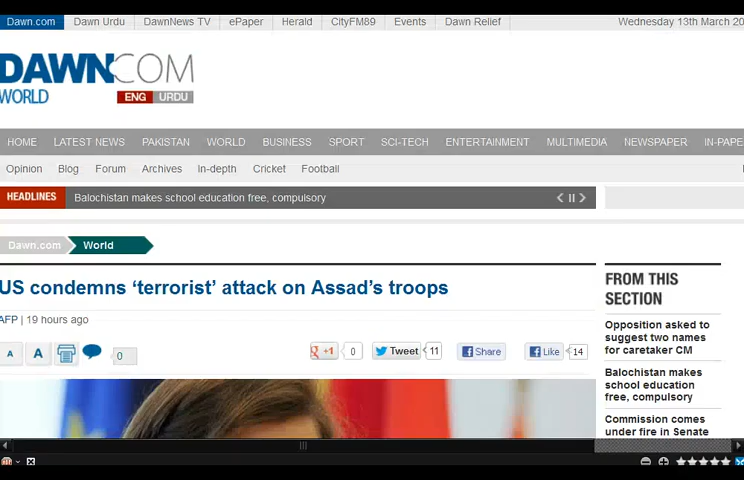 Dawn.com Dawn Urdu DawnNews TV ePaper Herald CityFM89 Events Dawn Relief Wednesday 13th March 20
DAWN.COM
WORLD
ENG URDU
HOME LATEST NEWS PAKISTAN WORLD BUSINESS SPORT SCI-TECH ENTERTAINMENT MULTIMEDIA NEWSPAPER IN-PAPE
Opinion Blog Forum Archives In-depth Cricket Football
HEADLINES Balochistan makes school education free, compulsory
Dawn.com World
US condemns ‘terrorist’ attack on Assad’s troops
AFP | 19 hours ago
A A 0 +1 0 Tweet 11 Share Like 14
FROM THIS
SECTION
Opposition asked to
suggest two names
for caretaker CM
Balochistan makes
school education
free, compulsory
Commission comes
under fire in Senate